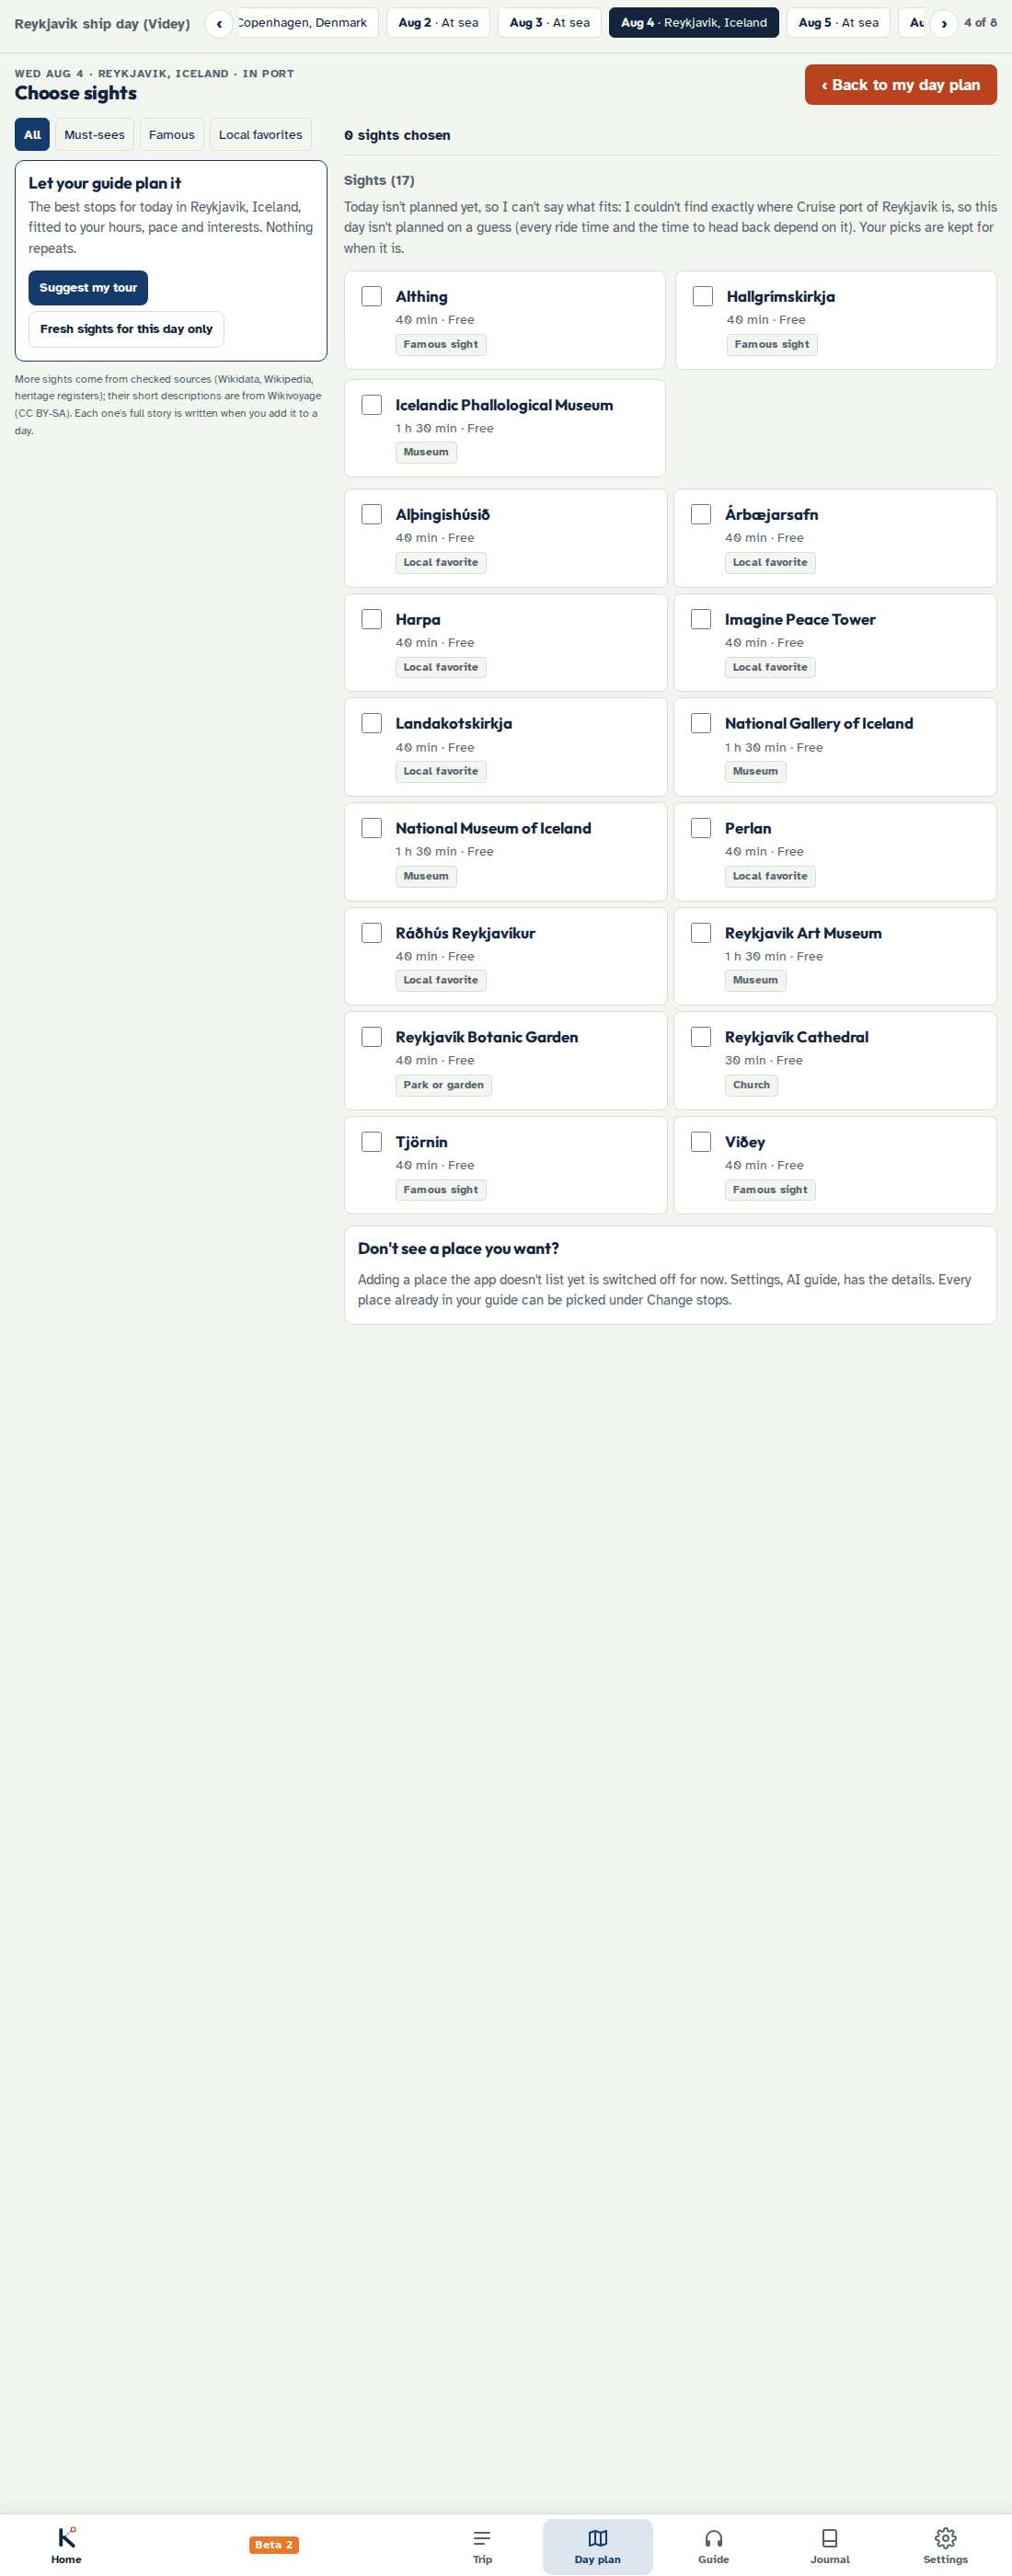 Reykjavik ship day (Videy)
‹
Copenhagen, Denmark
Aug 2 · At sea
Aug 3 · At sea
Aug 4 · Reykjavik, Iceland
Aug 5 · At sea
Au
›
4 of 8
WED AUG 4 · REYKJAVIK, ICELAND · IN PORT
Choose sights
‹ Back to my day plan
All
Must-sees
Famous
Local favorites
Let your guide plan it
The best stops for today in Reykjavik, Iceland,
fitted to your hours, pace and interests. Nothing
repeats.
Suggest my tour
Fresh sights for this day only
More sights come from checked sources (Wikidata, Wikipedia,
heritage registers); their short descriptions are from Wikivoyage
(CC BY-SA). Each one's full story is written when you add it to a
day.
0 sights chosen
Sights (17)
Today isn't planned yet, so I can't say what fits: I couldn't find exactly where Cruise port of Reykjavik is, so this
day isn't planned on a guess (every ride time and the time to head back depend on it). Your picks are kept for
when it is.
Althing
40 min · Free
Famous sight
Hallgrímskirkja
40 min · Free
Famous sight
Icelandic Phallological Museum
1 h 30 min · Free
Museum
Alþingishúsið
40 min · Free
Local favorite
Árbæjarsafn
40 min · Free
Local favorite
Harpa
40 min · Free
Local favorite
Imagine Peace Tower
40 min · Free
Local favorite
Landakotskirkja
40 min · Free
Local favorite
National Gallery of Iceland
1 h 30 min · Free
Museum
National Museum of Iceland
1 h 30 min · Free
Museum
Perlan
40 min · Free
Local favorite
Ráðhús Reykjavíkur
40 min · Free
Local favorite
Reykjavik Art Museum
1 h 30 min · Free
Museum
Reykjavík Botanic Garden
40 min · Free
Park or garden
Reykjavík Cathedral
30 min · Free
Church
Tjörnin
40 min · Free
Famous sight
Viðey
40 min · Free
Famous sight
Don't see a place you want?
Adding a place the app doesn't list yet is switched off for now. Settings, AI guide, has the details. Every
place already in your guide can be picked under Change stops.
Home
Beta 2
Trip
Day plan
Guide
Journal
Settings